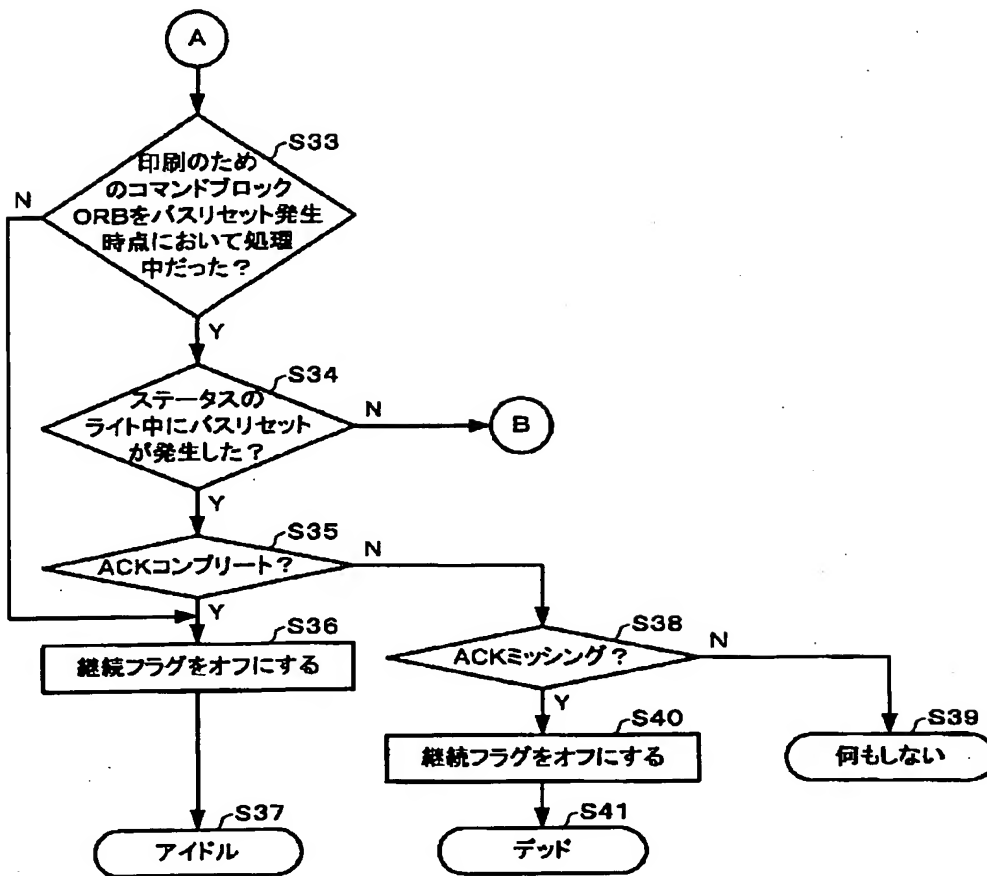 A
S33
印刷のため
のコマンドブロック
ORBをバスリセット発生
時点において処理
中だった？
N
Y
S34
ステータスの
ライト中にバスリセット
が発生した？
N
B
Y
S35
ACKコンプリート？
N
Y
S36
継続フラグをオフにする
S38
ACKミッシング？
N
Y
S40
継続フラグをオフにする
S39
何もしない
S37
アイドル
S41
デッド